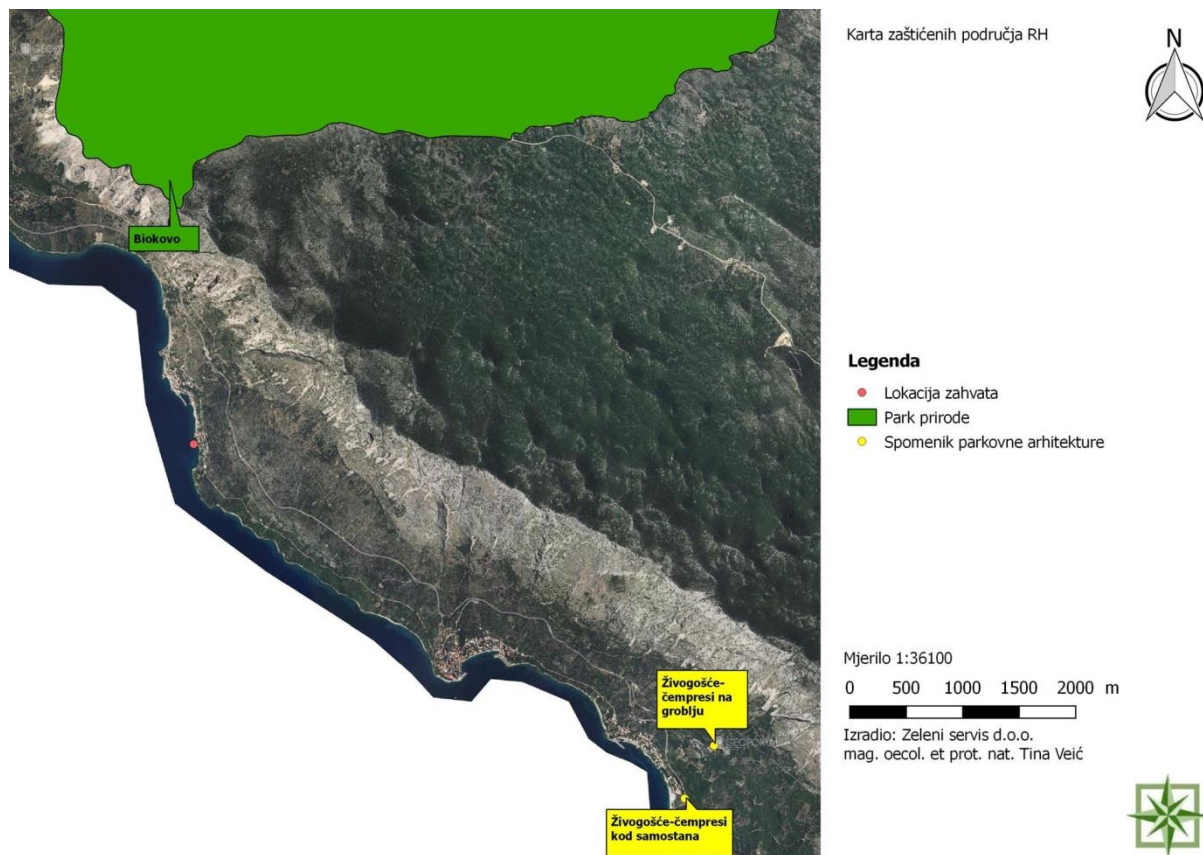 Karta zaštićenih područja RH
N
Biokovo
Legenda
Lokacija zahvata
Park prirode
Spomenik parkovne arhitekture
Živogošće-
čempresi na
groblju
Živogošće-čempresi
kod samostana
Mjerilo 1:36100
0 500 1000 1500 2000 m
Izradio: Zeleni servis d.o.o.
mag. oecol. et prot. nat. Tina Veić